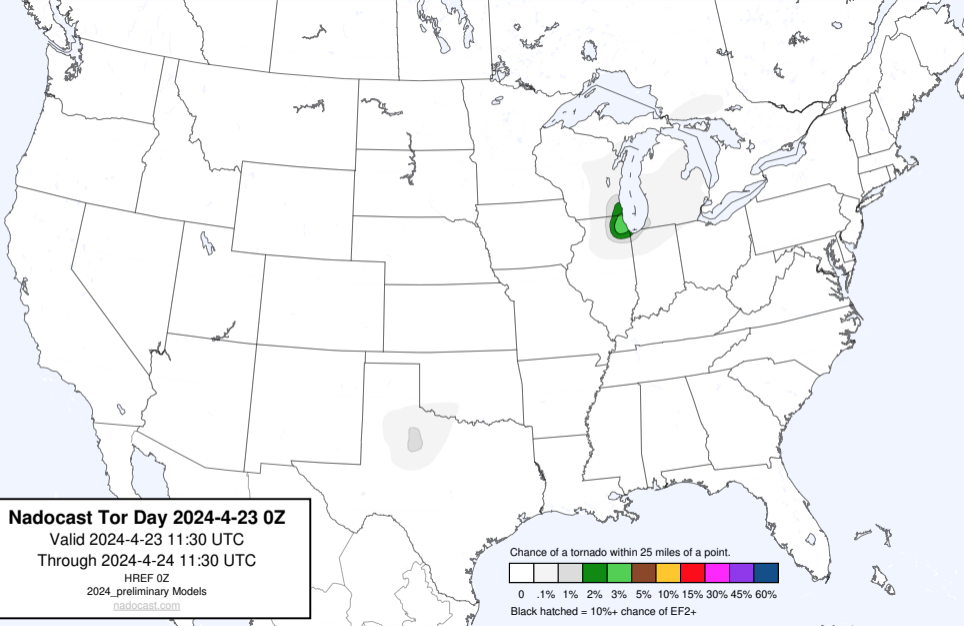 Nadocast Tor Day 2024-4-23 0Z
Valid 2024-4-23 11:30 UTC
Through 2024-4-24 11:30 UTC
HREF 0Z
2024_preliminary Models
nadocast.com
Chance of a tornado within 25 miles of a point.
0 .1% 1% 2% 3% 5% 10% 15% 30% 45% 60%
Black hatched = 10%+ chance of EF2+